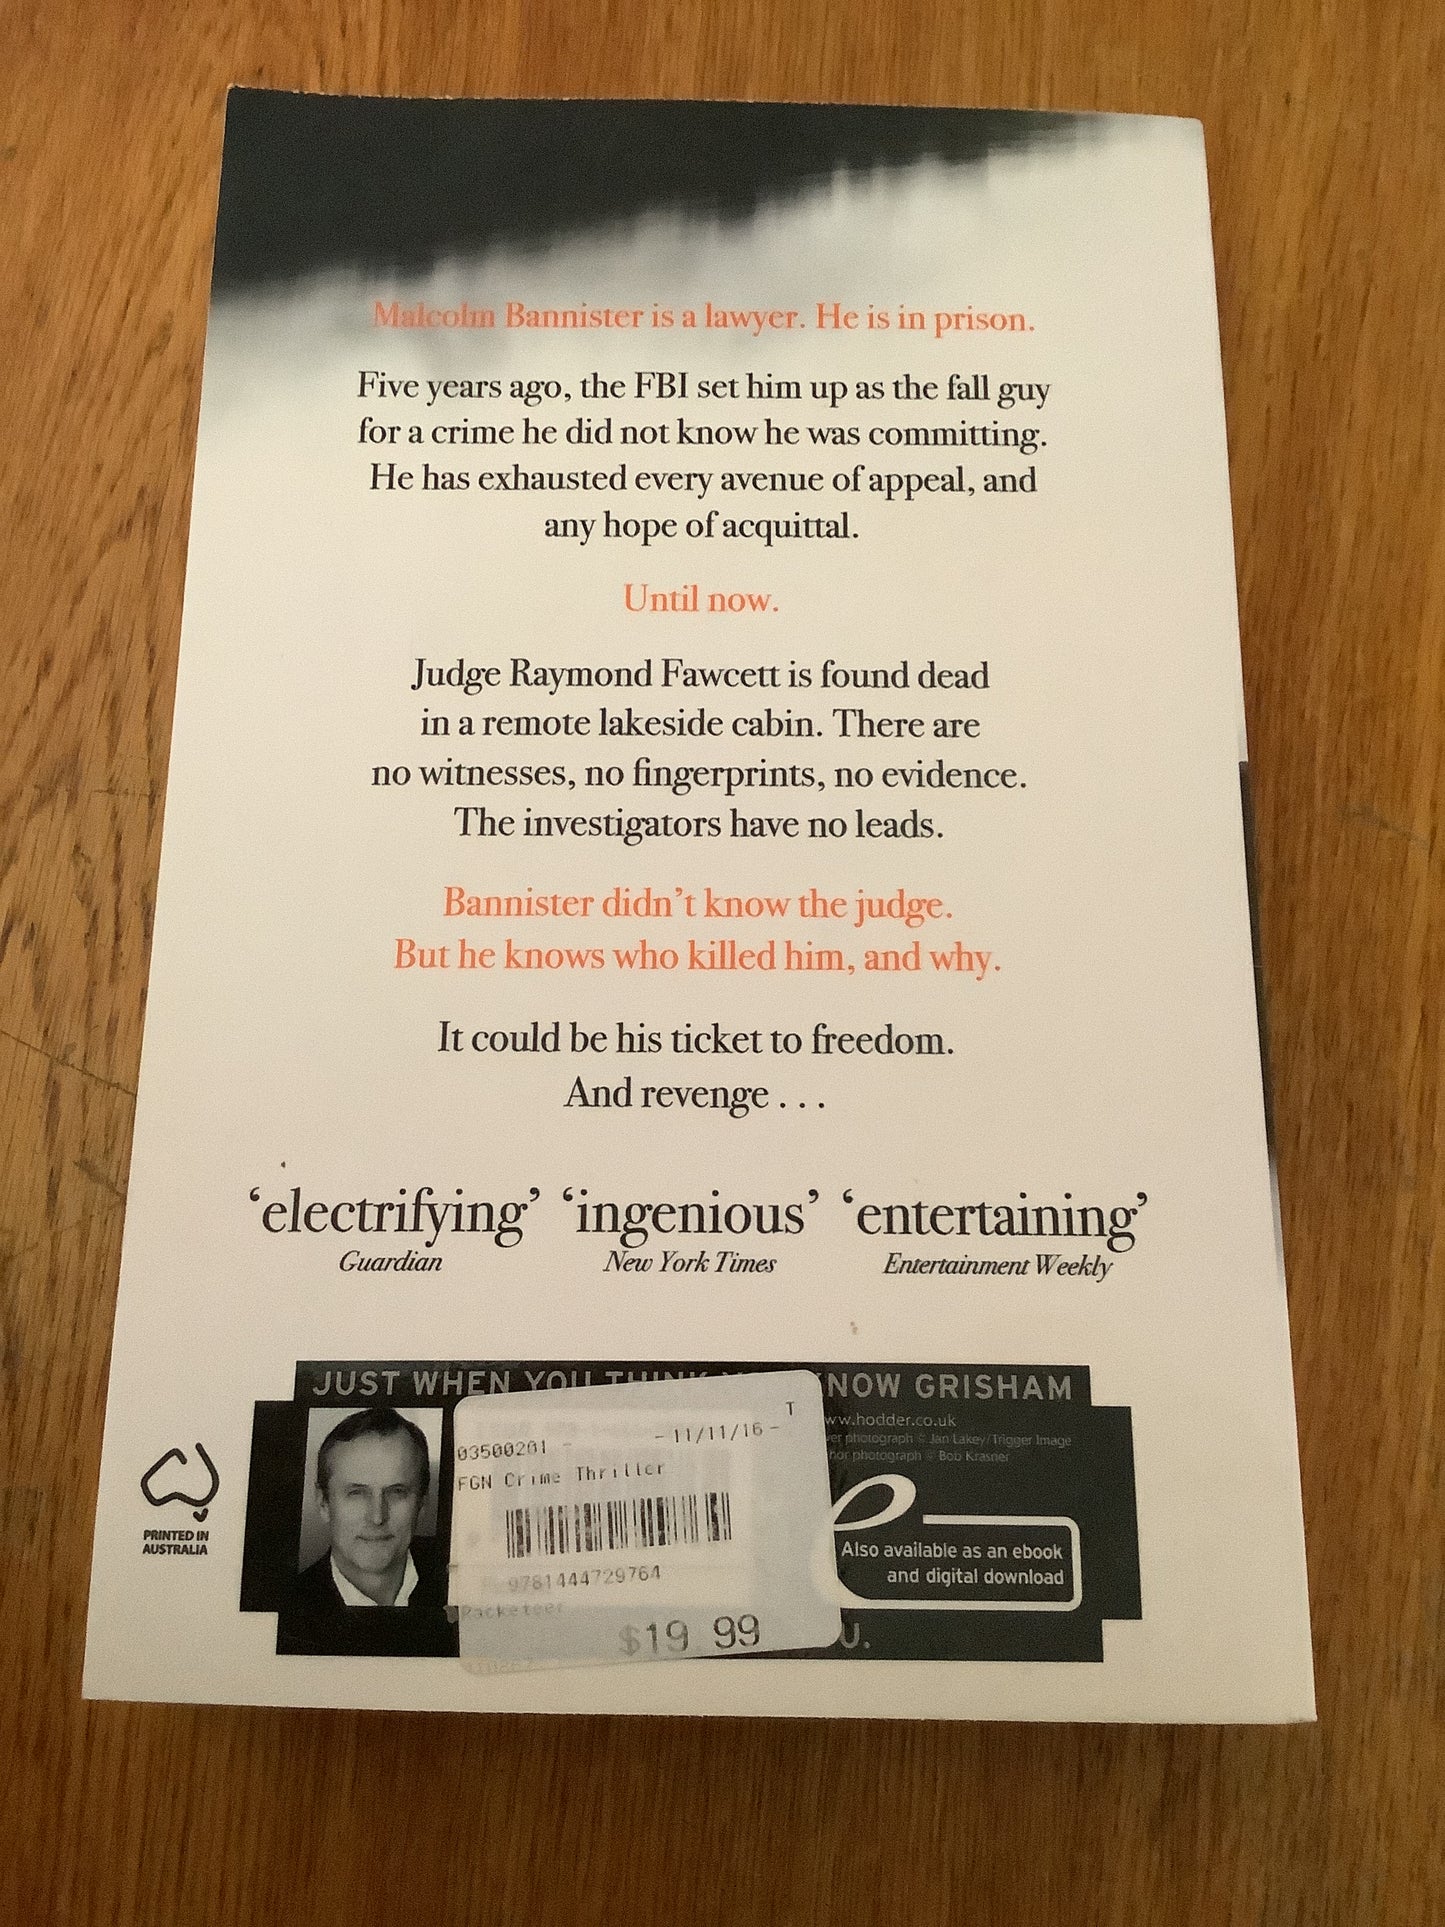 Malcolm Bannister is a lawyer. He is in prison.
Five years ago, the FBI set him up as the fall guy
for a crime he did not know he was committing.
He has exhausted every avenue of appeal, and
any hope of acquittal.
Until now.
Judge Raymond Fawcett is found dead
in a remote lakeside cabin. There are
no witnesses, no fingerprints, no evidence.
The investigators have no leads.
Bannister didn't know the judge.
But he knows who killed him, and why.
It could be his ticket to freedom.
And revenge . . .
‘electrifying’ ‘ingenious’ ‘entertaining’
Guardian New York Times Entertainment Weekly
JUST WHEN YOU THINK KNOW GRISHAM
ww.hodder.co.uk
er photograph © Jan Lakey/Trigger Image
hor photograph © Bob Krasner
T
03500201 - - 11/11/16 -
FGN Crime Thriller
9781444729764
Racketeer
$19 99
PRINTED IN
AUSTRALIA
Also available as an ebook
and digital download
U.